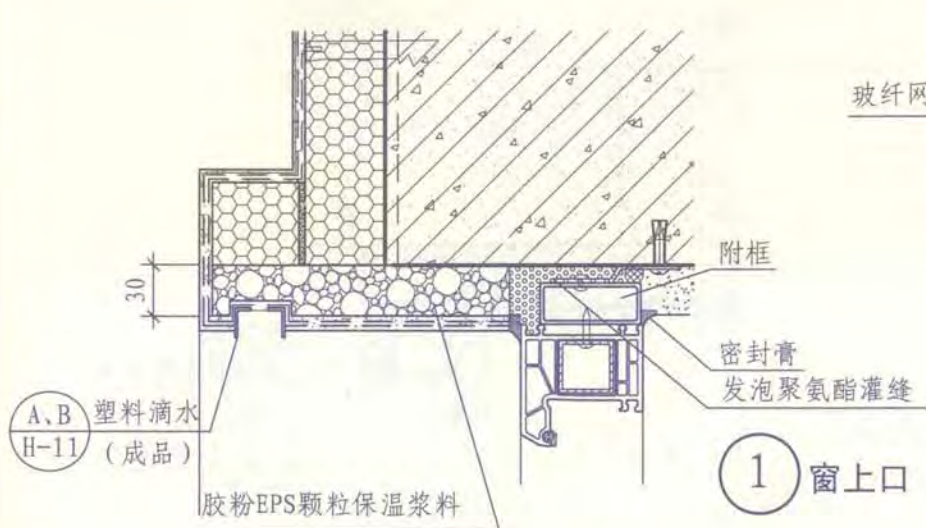 玻纤网
附框
30
密封膏
发泡聚氨酯灌缝
A、B 塑料滴水
H-11 (成品)
1 窗上口
胶粉EPS颗粒保温浆料